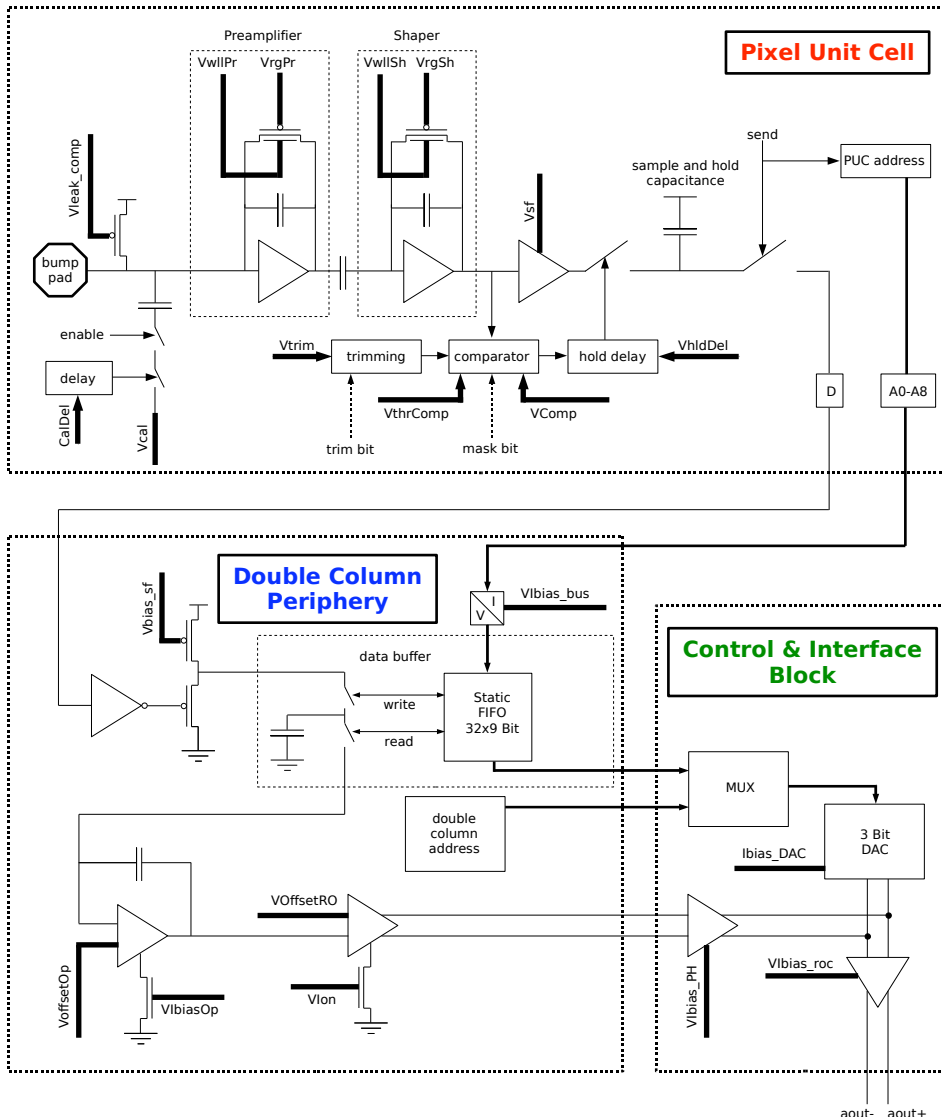 Preamplifier
Shaper
Pixel Unit Cell
VwllPr
VrgPr
VwllSh
VrgSh
send
PUC address
sample and hold
capacitance
Vleak_comp
Vsf
bump
pad
enable
delay
CalDel
Vcal
Vtrim
trimming
comparator
hold delay
VhldDel
VthrComp
VComp
trim bit
mask bit
D
A0-A8
Double Column
Periphery
Vbias_sf
I
V
VIbias_bus
data buffer
write
read
Static
FIFO
32x9 Bit
Control & Interface
Block
MUX
double
column
address
3 Bit
DAC
Ibias_DAC
VOffsetRO
VoffsetOp
VIbiasOp
VIon
VIbias_PH
VIbias_roc
aout-
aout+